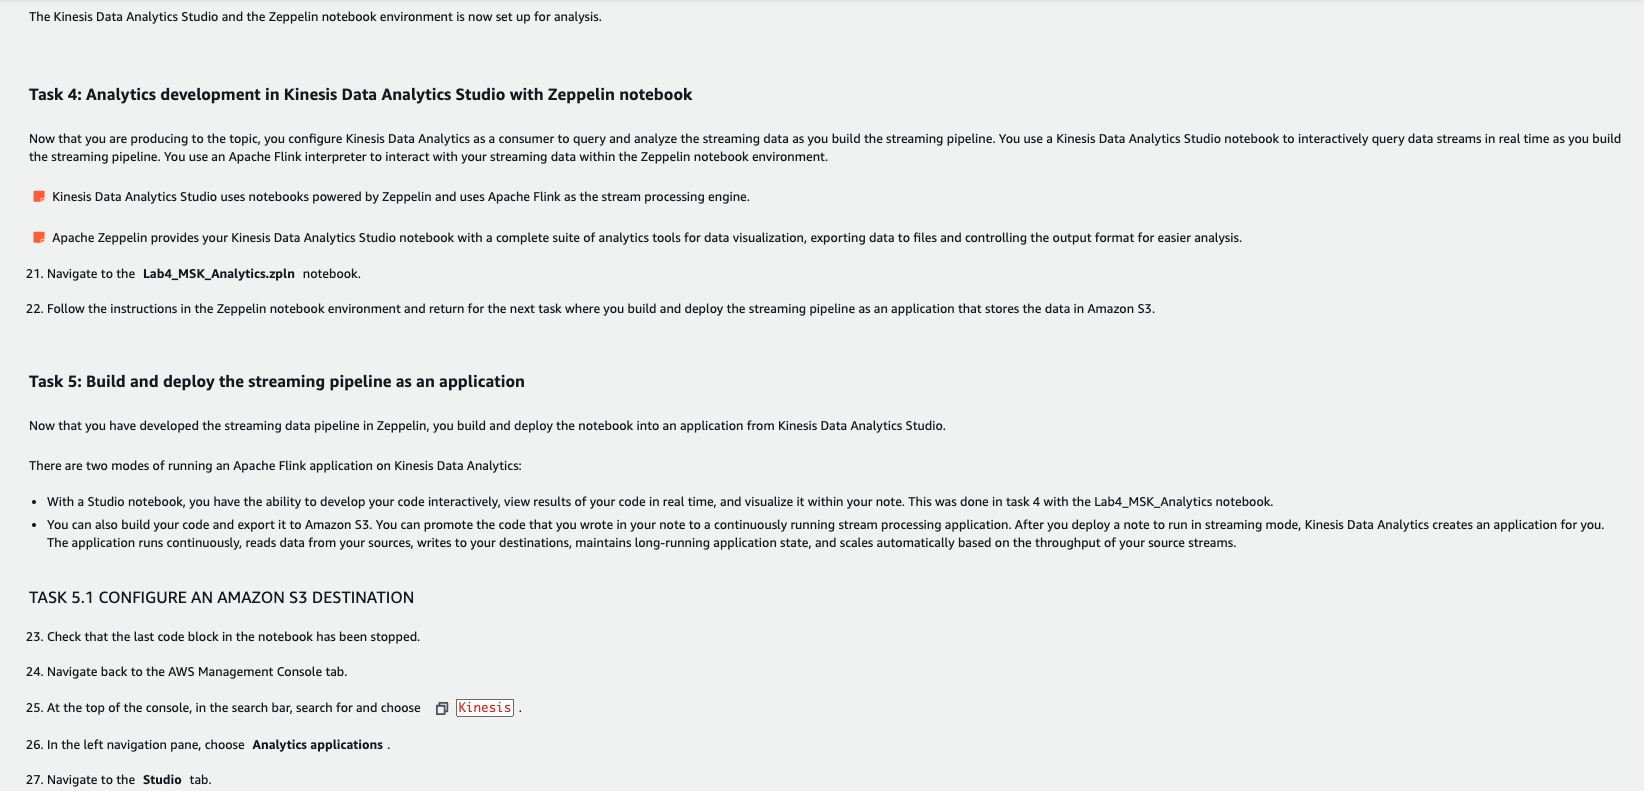 The Kinesis Data Analytics Studio and the Zeppelin notebook environment is now set up for analysis.
Task 4: Analytics development in Kinesis Data Analytics Studio with Zeppelin notebook
Now that you are producing to the topic, you configure Kinesis Data Analytics as a consumer to query and analyze the streaming data as you build the streaming pipeline. You use a Kinesis Data Analytics Studio notebook to interactively query data streams in real time as you build
the streaming pipeline. You use an Apache Flink interpreter to interact with your streaming data within the Zeppelin notebook environment.
Kinesis Data Analytics Studio uses notebooks powered by Zeppelin and uses Apache Flink as the stream processing engine.
Apache Zeppelin provides your Kinesis Data Analytics Studio notebook with a complete suite of analytics tools for data visualization, exporting data to files and controlling the output format for easier analysis.
21. Navigate to the Lab4_MSK_Analytics.zpln notebook.
22. Follow the instructions in the Zeppelin notebook environment and return for the next task where you build and deploy the streaming pipeline as an application that stores the data in Amazon S3.
Task 5: Build and deploy the streaming pipeline as an application
Now that you have developed the streaming data pipeline in Zeppelin, you build and deploy the notebook into an application from Kinesis Data Analytics Studio.
There are two modes of running an Apache Flink application on Kinesis Data Analytics:
• With a Studio notebook, you have the ability to develop your code interactively, view results of your code in real time, and visualize it within your note. This was done in task 4 with the Lab4_MSK_Analytics notebook.
• You can also build your code and export it to Amazon S3. You can promote the code that you wrote in your note to a continuously running stream processing application. After you deploy a note to run in streaming mode, Kinesis Data Analytics creates an application for you.
The application runs continuously, reads data from your sources, writes to your destinations, maintains long-running application state, and scales automatically based on the throughput of your source streams.
TASK 5.1 CONFIGURE AN AMAZON S3 DESTINATION
23. Check that the last code block in the notebook has been stopped.
24. Navigate back to the AWS Management Console tab.
25. At the top of the console, in the search bar, search for and choose Kinesis .
26. In the left navigation pane, choose Analytics applications .
27. Navigate to the Studio tab.